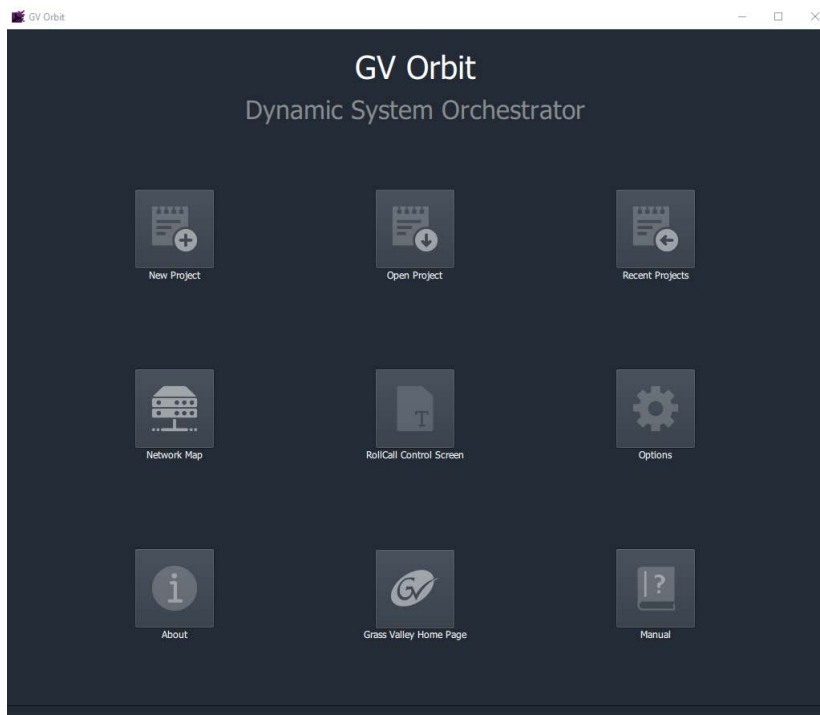 GV Orbit
GV Orbit
Dynamic System Orchestrator
New Project
Open Project
Recent Projects
T
Network Map
RollCall Control Screen
Options
i
GV
?
About
Grass Valley Home Page
Manual